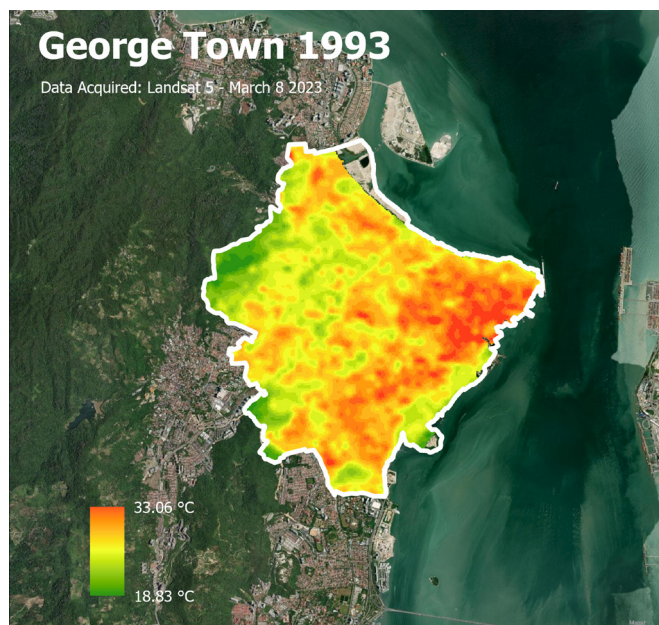 George Town 1993
Data Acquired: Landsat 5 - March 8 2023
33.06 °C
18.83 °C